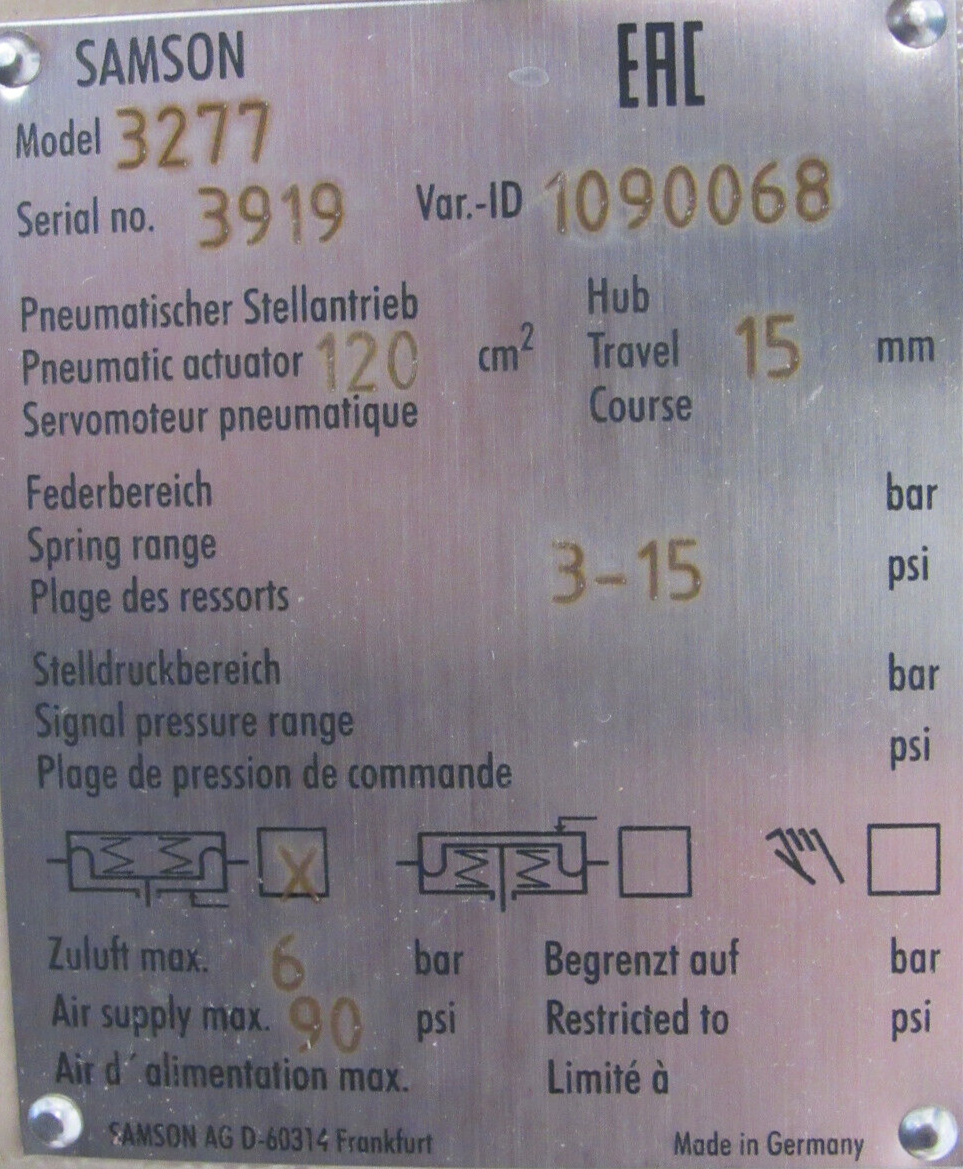 SAMSON EAC
Model 3277
Serial no. 3919 Var.-ID 1090068
Pneumatischer Stellantrieb Hub
Pneumatic actuator 120 cm² Travel 15 mm
Servomoteur pneumatique Course
Federbereich bar
Spring range 3-15 psi
Plage des ressorts
Stelldruckbereich bar
Signal pressure range psi
Plage de pression de commande
X
Zuluft max. 6 bar Begrenzt auf bar
Air supply max. 90 psi Restricted to psi
Air d´ alimentation max. Limité à
SAMSON AG D-60314 Frankfurt Made in Germany